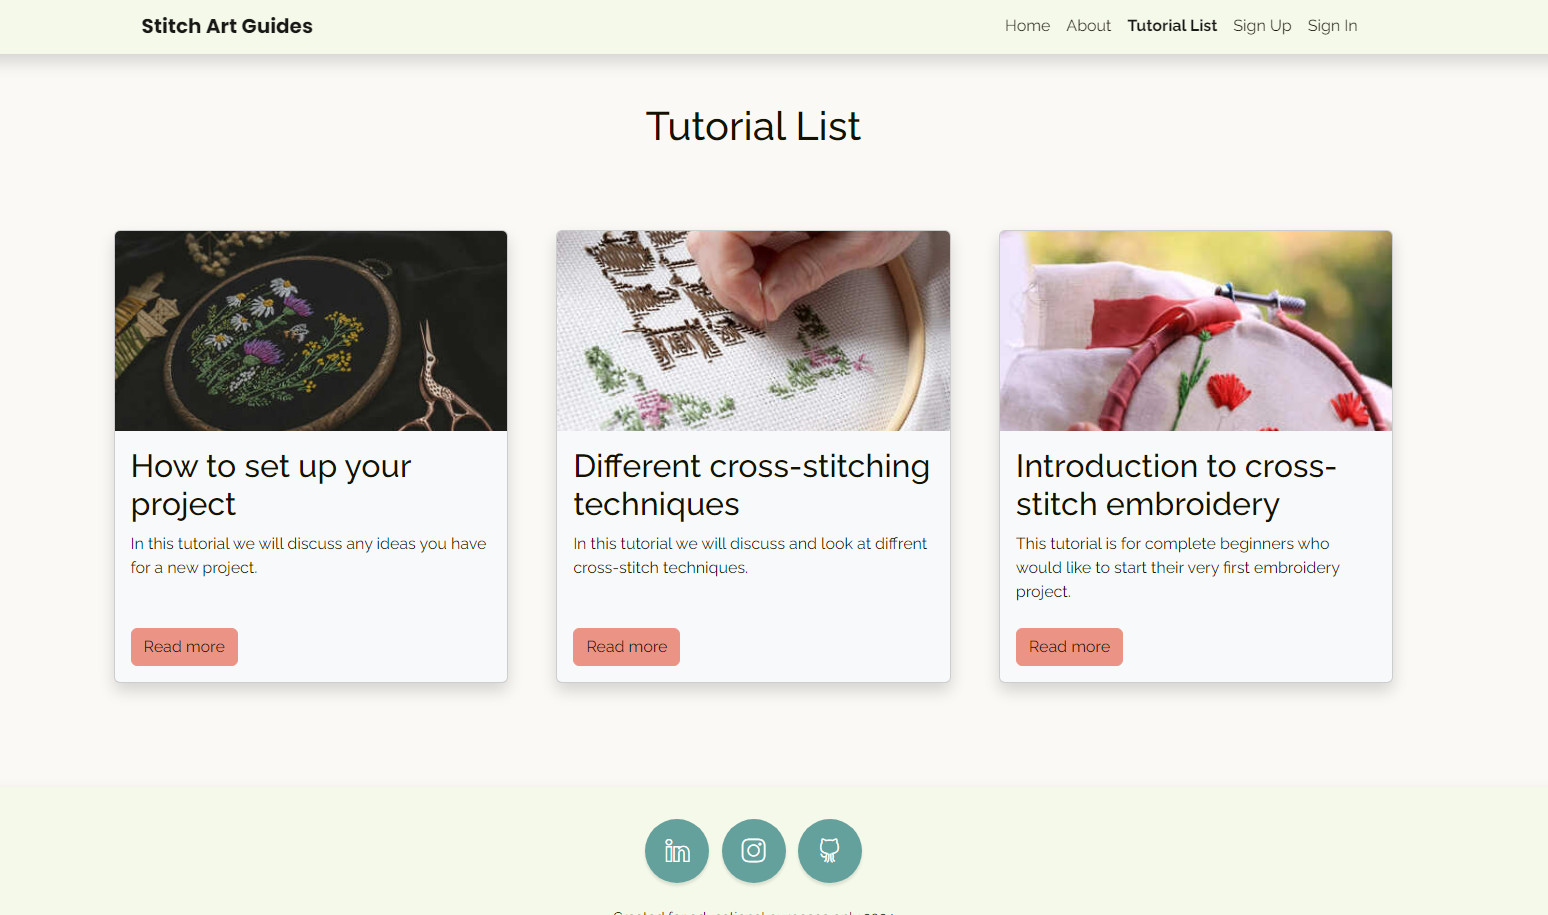 Stitch Art Guides
Home About Tutorial List Sign Up Sign In
Tutorial List
How to set up your
project
In this tutorial we will discuss any ideas you have
for a new project.
Read more
Different cross-stitching
techniques
In this tutorial we will discuss and look at diffrent
cross-stitch techniques.
Read more
Introduction to cross-
stitch embroidery
This tutorial is for complete beginners who
would like to start their very first embroidery
project.
Read more
in